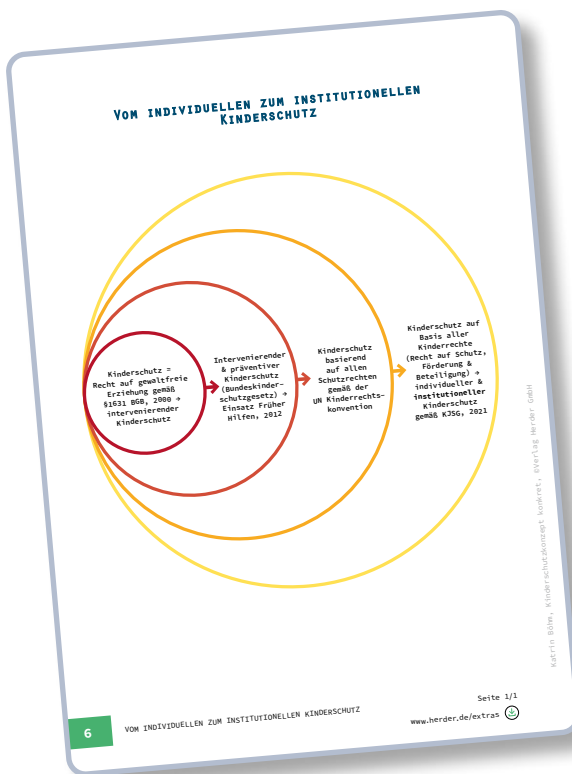 Vom individuellen zum institutionellen
Kinderschutz
Kinderschutz =
Recht auf gewaltfreie
Erziehung gemäß
§1631 BGB, 2000 →
intervenierender
Kinderschutz
Intervenierender
& präventiver
Kinderschutz
(Bundeskinder-
schutzgesetz) →
Einsatz Früher
Hilfen, 2012
Kinderschutz
basierend
auf allen
Schutzrechten
gemäß der
UN Kinderrechts-
konvention
Kinderschutz auf
Basis aller
Kinderrechte
(Recht auf Schutz,
Förderung &
Beteiligung) →
individueller &
institutioneller
Kinderschutz
gemäß KJSG, 2021
Katrin Böhm, Kinderschutzkonzept konkret, ©Verlag Herder GmbH
Seite 1/1
6
VOM INDIVIDUELLEN ZUM INSTITUTIONELLEN KINDERSCHUTZ
www.herder.de/extras